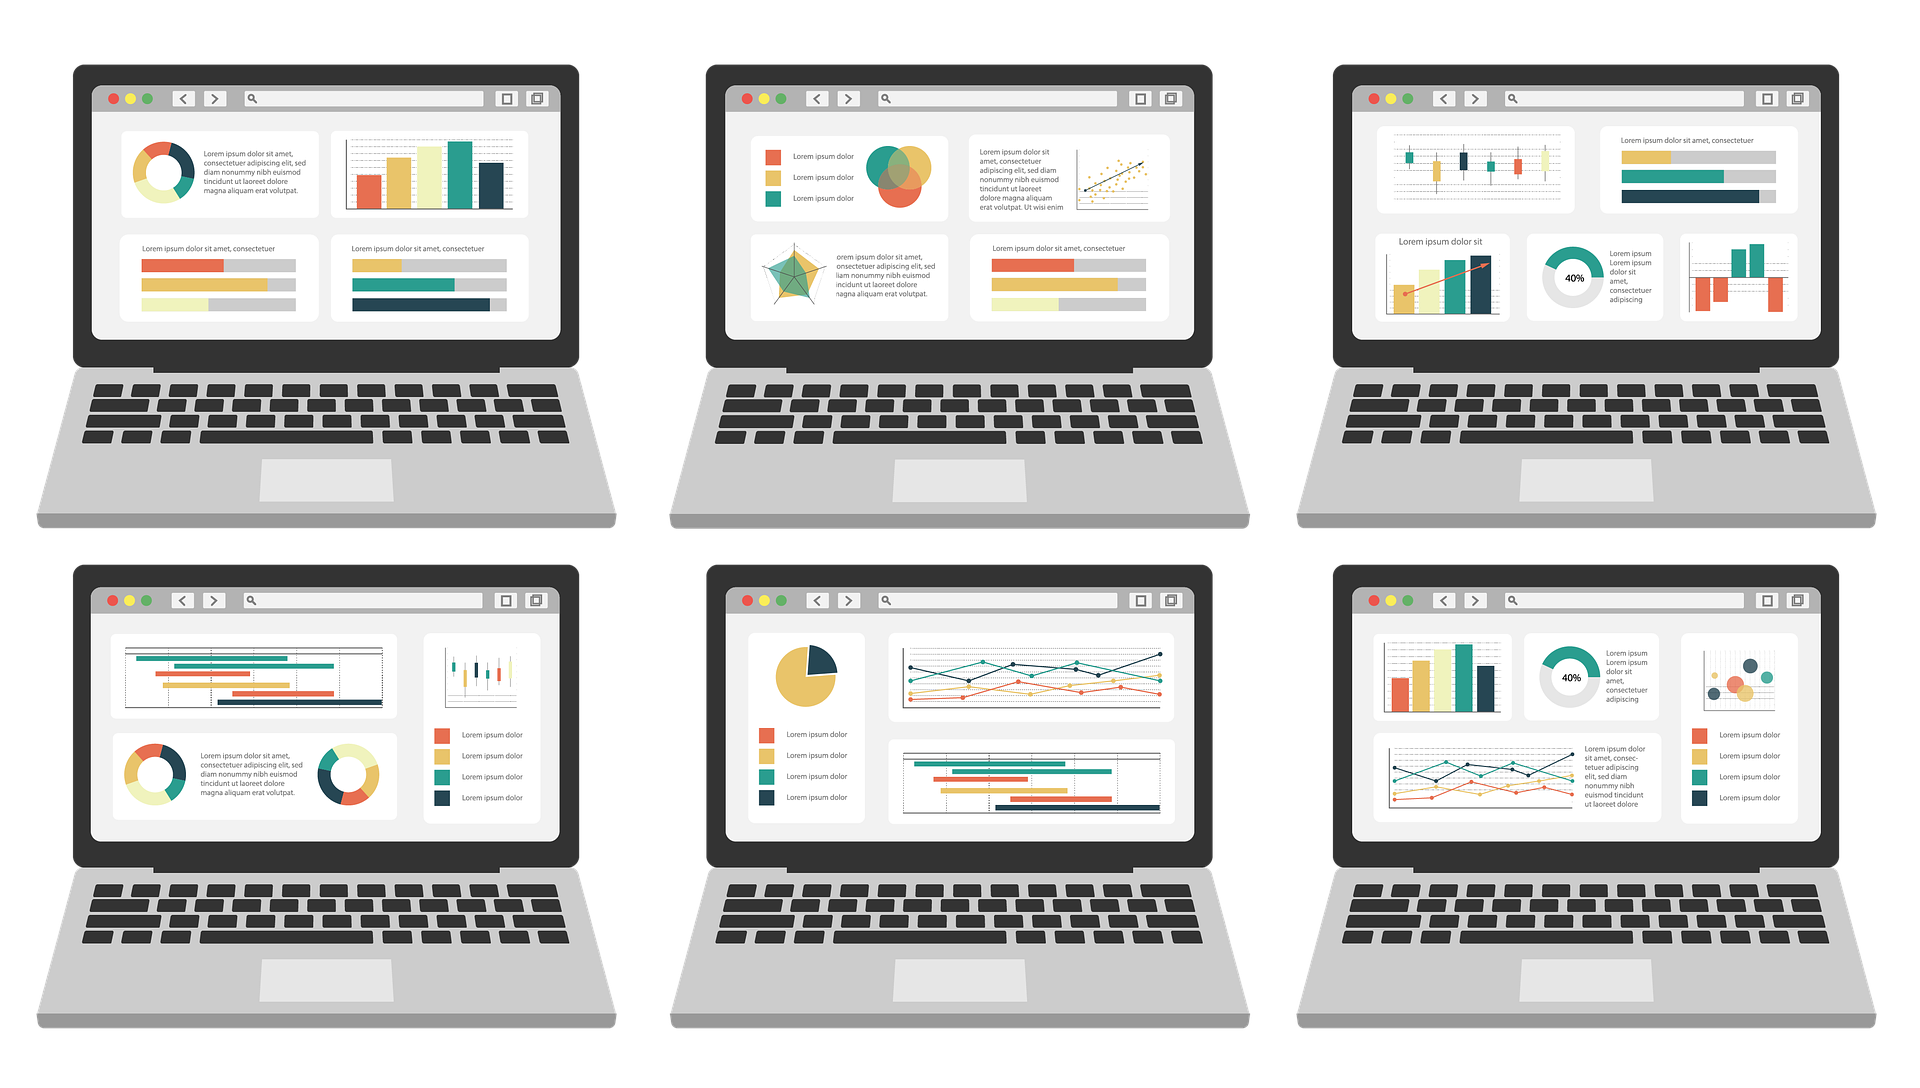 Lorem ipsum dolor sit amet,
consectetuer adipiscing elit, sed
diam nonummy nibh euismod
tincidunt ut laoreet dolore
magna aliquam erat volutpat.
Lorem ipsum dolor sit amet, consectetuer
Lorem ipsum dolor sit amet, consectetuer
Lorem ipsum dolor
Lorem ipsum dolor
Lorem ipsum dolor
Lorem ipsum dolor sit
amet, consectetuer
adipiscing elit, sed diam
nonummy nibh euismod
tincidunt ut laoreet
dolore magna aliquam
erat volutpat. Ut wisi enim
orem ipsum dolor sit amet,
onsectetuer adipiscing elit, sed
liam nonummy nibh euismod
incidunt ut laoreet dolore
nagna aliquam erat volutpat.
Lorem ipsum dolor sit amet, consectetuer
Lorem ipsum dolor sit amet, consectetuer
Lorem ipsum dolor sit
40%
Lorem ipsum
Lorem ipsum
dolor sit
amet,
consectetuer
adipiscing
Lorem ipsum dolor sit amet,
consectetuer adipiscing elit, sed
diam nonummy nibh euismod
tincidunt ut laoreet dolore
magna aliquam erat volutpat.
Lorem ipsum dolor
Lorem ipsum dolor
Lorem ipsum dolor
Lorem ipsum dolor
Lorem ipsum dolor
Lorem ipsum dolor
Lorem ipsum dolor
Lorem ipsum dolor
40%
Lorem ipsum
Lorem ipsum
dolor sit
amet,
consectetuer
adipiscing
Lorem ipsum dolor
sit amet, consec-
tetuer adipiscing
elit, sed diam
nonummy nibh
euismod tincidunt
ut laoreet dolore
Lorem ipsum dolor
Lorem ipsum dolor
Lorem ipsum dolor
Lorem ipsum dolor